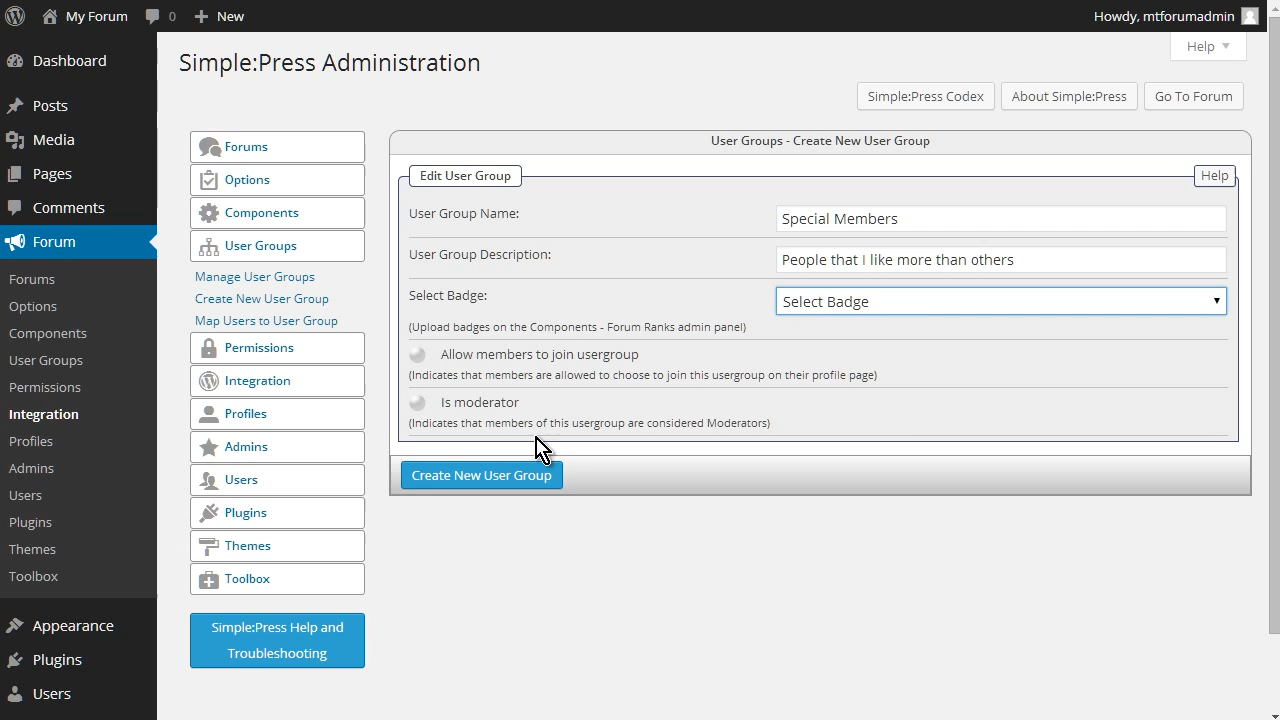 My Forum
0
New
Howdy, mtforumadmin
Dashboard
Posts
Media
Pages
Comments
Forum
Forums
Options
Components
User Groups
Permissions
Integration
Profiles
Admins
Users
Plugins
Themes
Toolbox
Appearance
Plugins
Users
Help
Simple:Press Administration
Simple:Press Codex
About Simple:Press
Go To Forum
Forums
Options
Components
User Groups
Manage User Groups
Create New User Group
Map Users to User Group
Permissions
Integration
Profiles
Admins
Users
Plugins
Themes
Toolbox
Simple:Press Help and
Troubleshooting
User Groups - Create New User Group
Edit User Group
Help
User Group Name:
Special Members
User Group Description:
People that I like more than others
Select Badge:
Select Badge
(Upload badges on the Components - Forum Ranks admin panel)
Allow members to join usergroup
(Indicates that members are allowed to choose to join this usergroup on their profile page)
Is moderator
(Indicates that members of this usergroup are considered Moderators)
Create New User Group